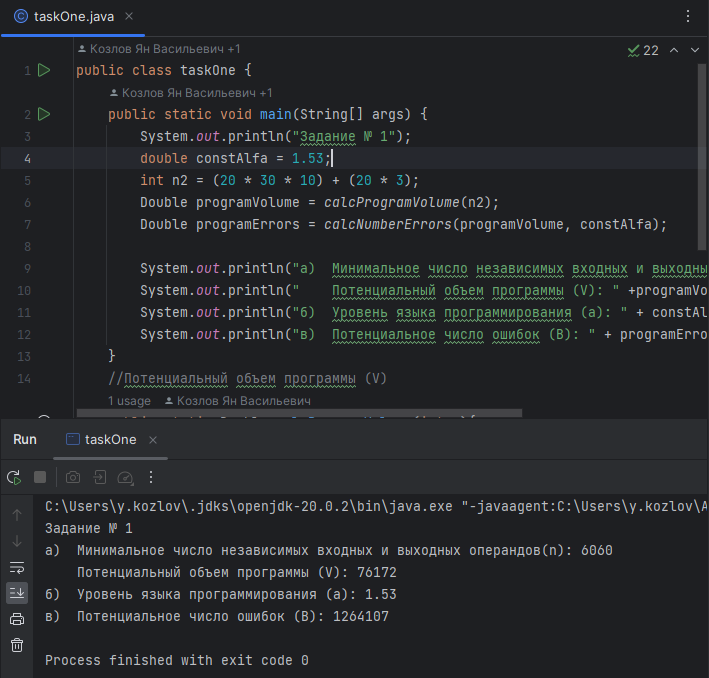 taskOne.java
Козлов Ян Васильевич +1
22
1 public class taskOne {
Козлов Ян Васильевич +1
2 public static void main(String[] args) {
3 System.out.println("Задание № 1");
4 double constAlfa = 1.53;
5 int n2 = (20 * 30 * 10) + (20 * 3);
6 Double programVolume = calcProgramVolume(n2);
7 Double programErrors = calcNumberErrors(programVolume, constAlfa);
8
9 System.out.println("а) Минимальное число независимых входных и выходны
10 System.out.println(" Потенциальный объем программы (V): " +programVo
11 System.out.println("б) Уровень языка программирования (а): " + constAl
12 System.out.println("в) Потенциальное число ошибок (В): " + programErro
13 }
14 //Потенциальный объем программы (V)
1 usage Козлов Ян Васильевич
Run taskOne
C:\Users\y.kozlov\.jdks\openjdk-20.0.2\bin\java.exe "-javaagent:C:\Users\y.kozlov\A
Задание № 1
а) Минимальное число независимых входных и выходных операндов(n): 6060
Потенциальный объем программы (V): 76172
б) Уровень языка программирования (а): 1.53
в) Потенциальное число ошибок (В): 1264107
Process finished with exit code 0